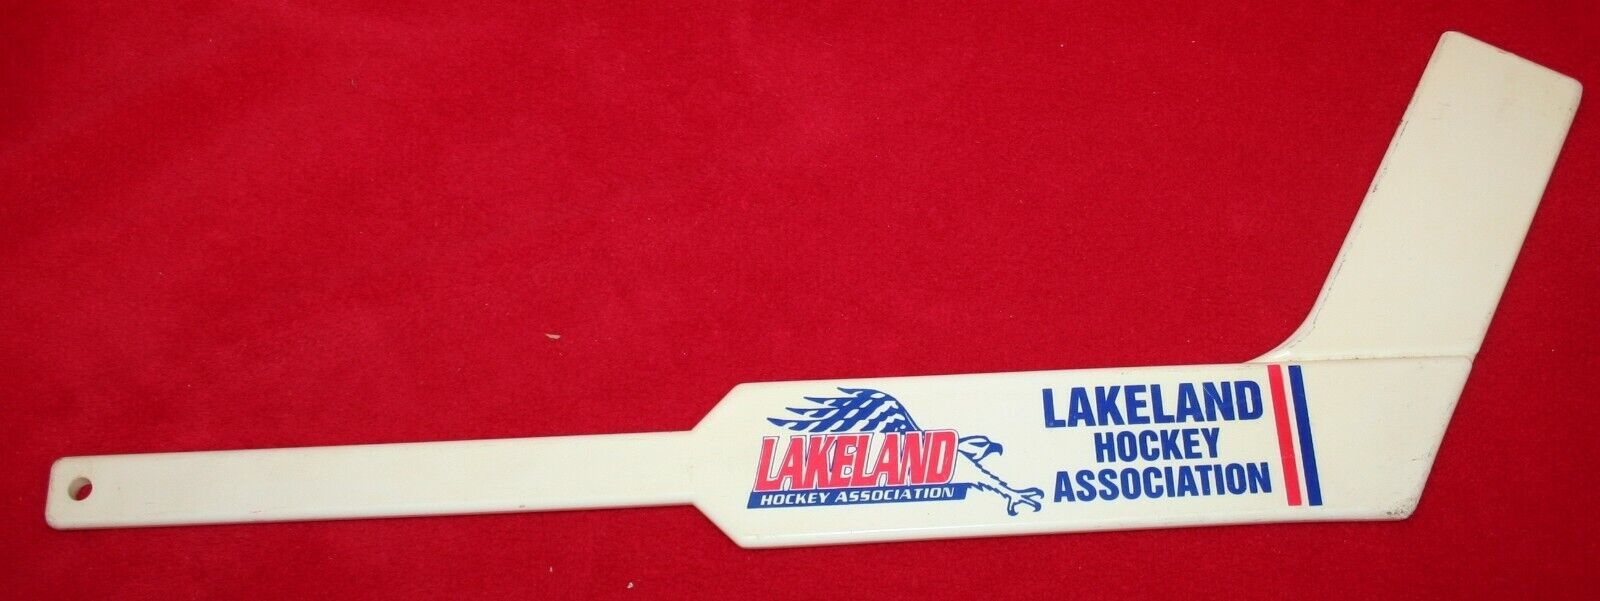 LAKELAND
HOCKEY ASSOCIATION
LAKELAND
HOCKEY
ASSOCIATION